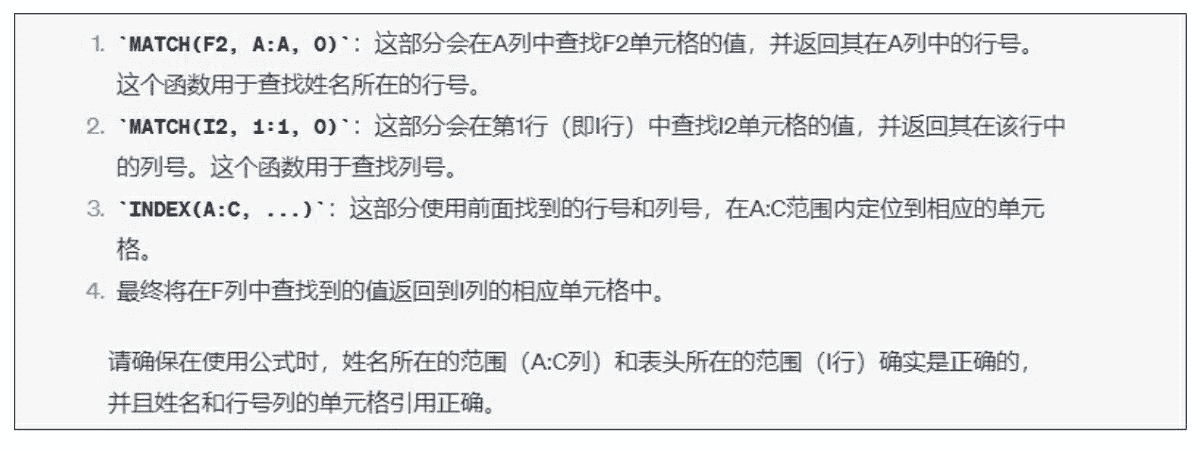 1. `MATCH(F2, A:A, 0)`：这部分会在A列中查找F2单元格的值，并返回其在A列中的行号。
这个函数用于查找姓名所在的行号。
2. `MATCH(I2, 1:1, 0)`：这部分会在第1行（即I行）中查找I2单元格的值，并返回其在该行中
的列号。这个函数用于查找列号。
3. `INDEX(A:C, ...)`：这部分使用前面找到的行号和列号，在A:C范围内定位到相应的单元
格。
4. 最终将在F列中查找到的值返回到I列的相应单元格中。
请确保在使用公式时，姓名所在的范围（A:C列）和表头所在的范围（I行）确实是正确的，
并且姓名和行号列的单元格引用正确。